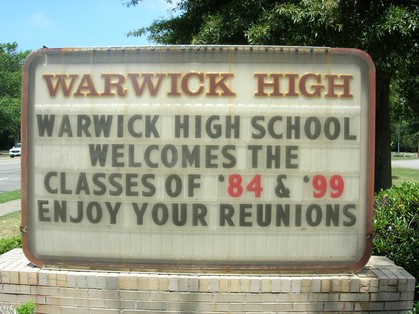 WARWICK HIGH
WARWICK HIGH SCHOOL
WELCOMES THE
CLASSES OF '84 & '99
ENJOY YOUR REUNIONS